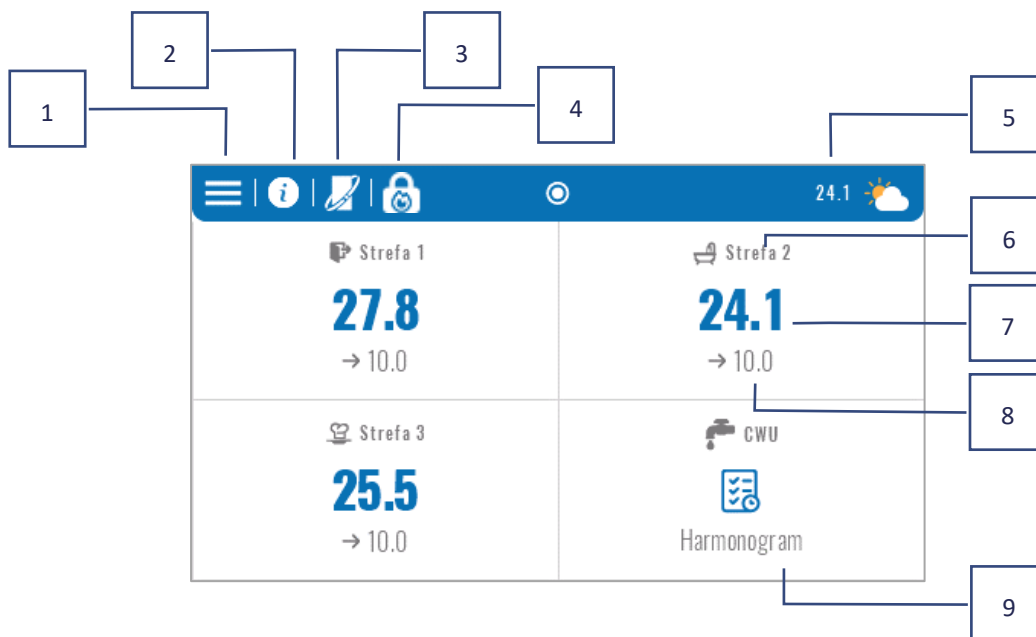 2
3
1
4
5
i
24.1
Strefa 1
Strefa 2
6
27.8
24.1
7
→ 10.0
→ 10.0
8
Strefa 3
CWU
25.5
→ 10.0
Harmonogram
9